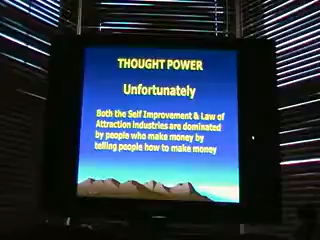 THOUGHT POWER
Unfortunately
Both the Self Improvement & Law of
Attraction Industries are dominated
by people who make money by
telling people how to make money